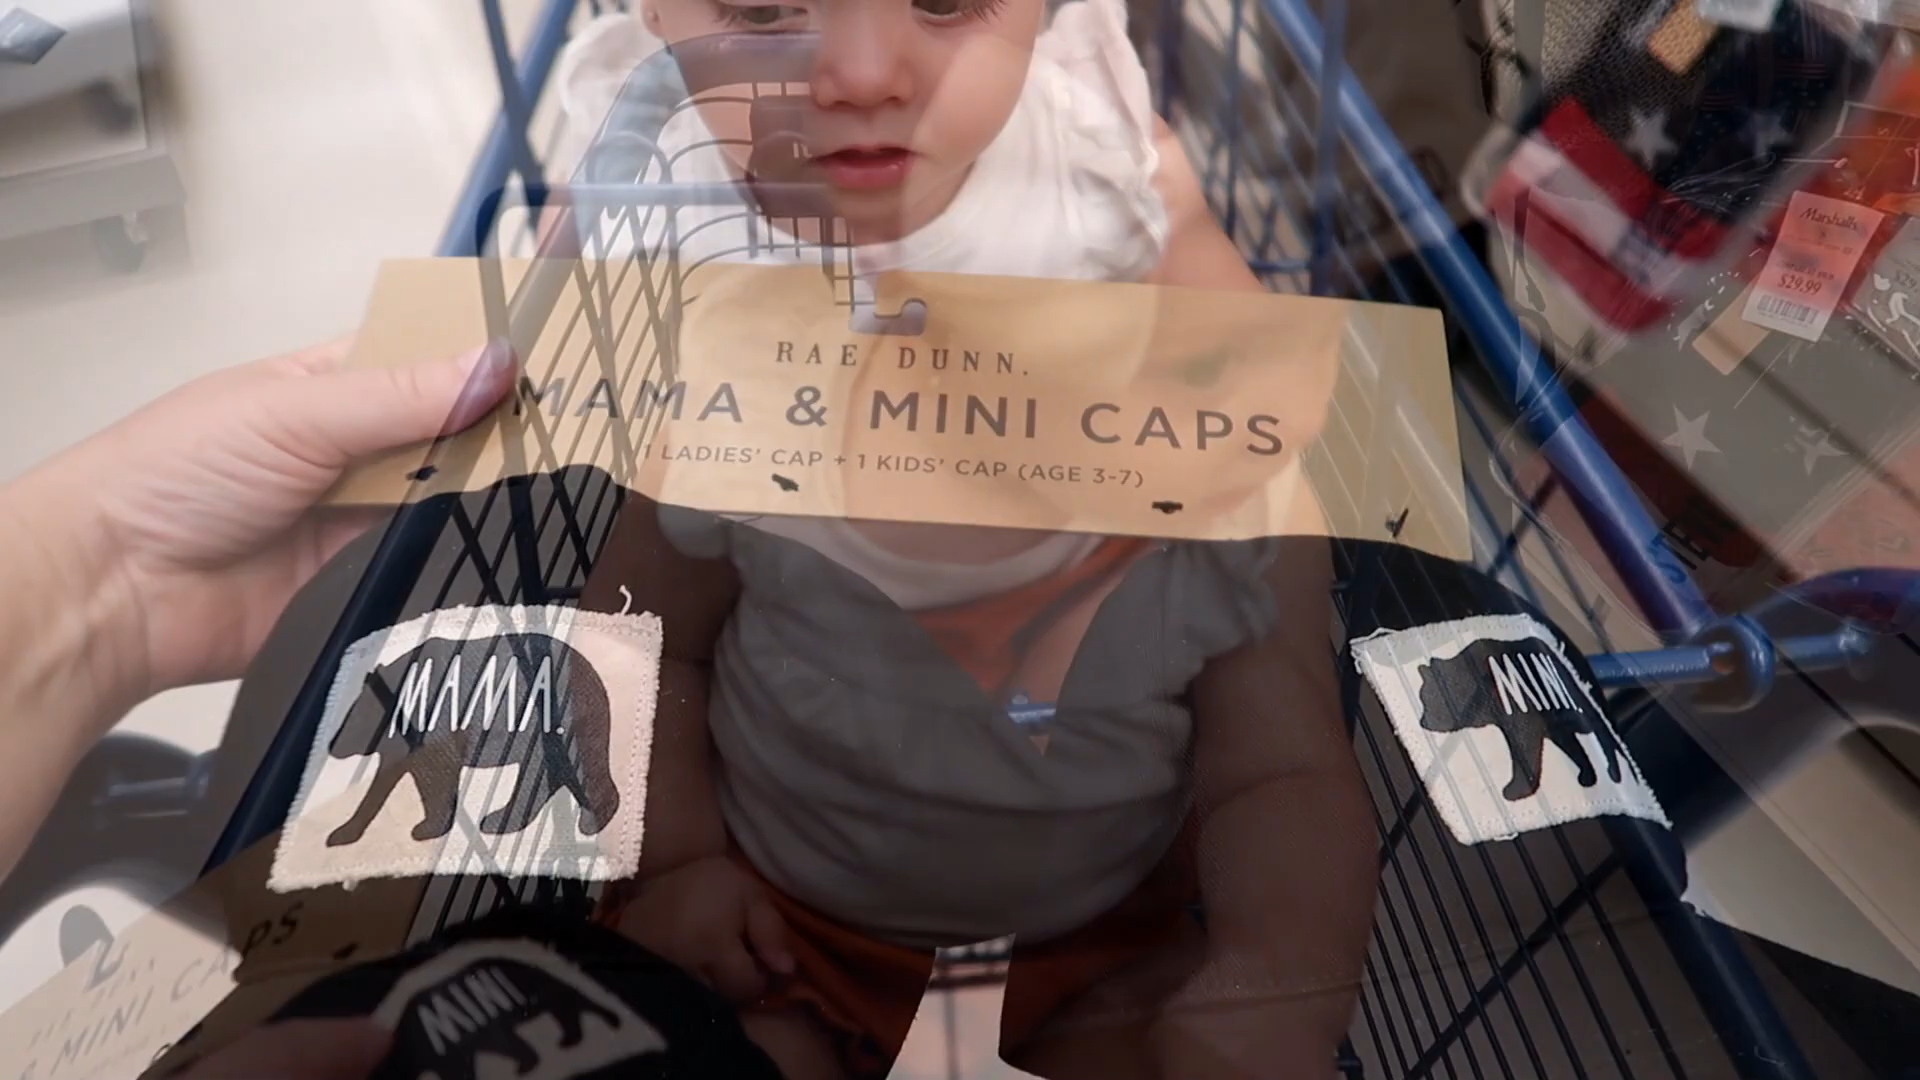 RAE DUNN.
MAMA & MINI CAPS
1 LADIES' CAP + 1 KIDS' CAP (AGE 3-7)
MAMA.
MINI.
Marshalls
$29.99
MINI CAPS
MINI